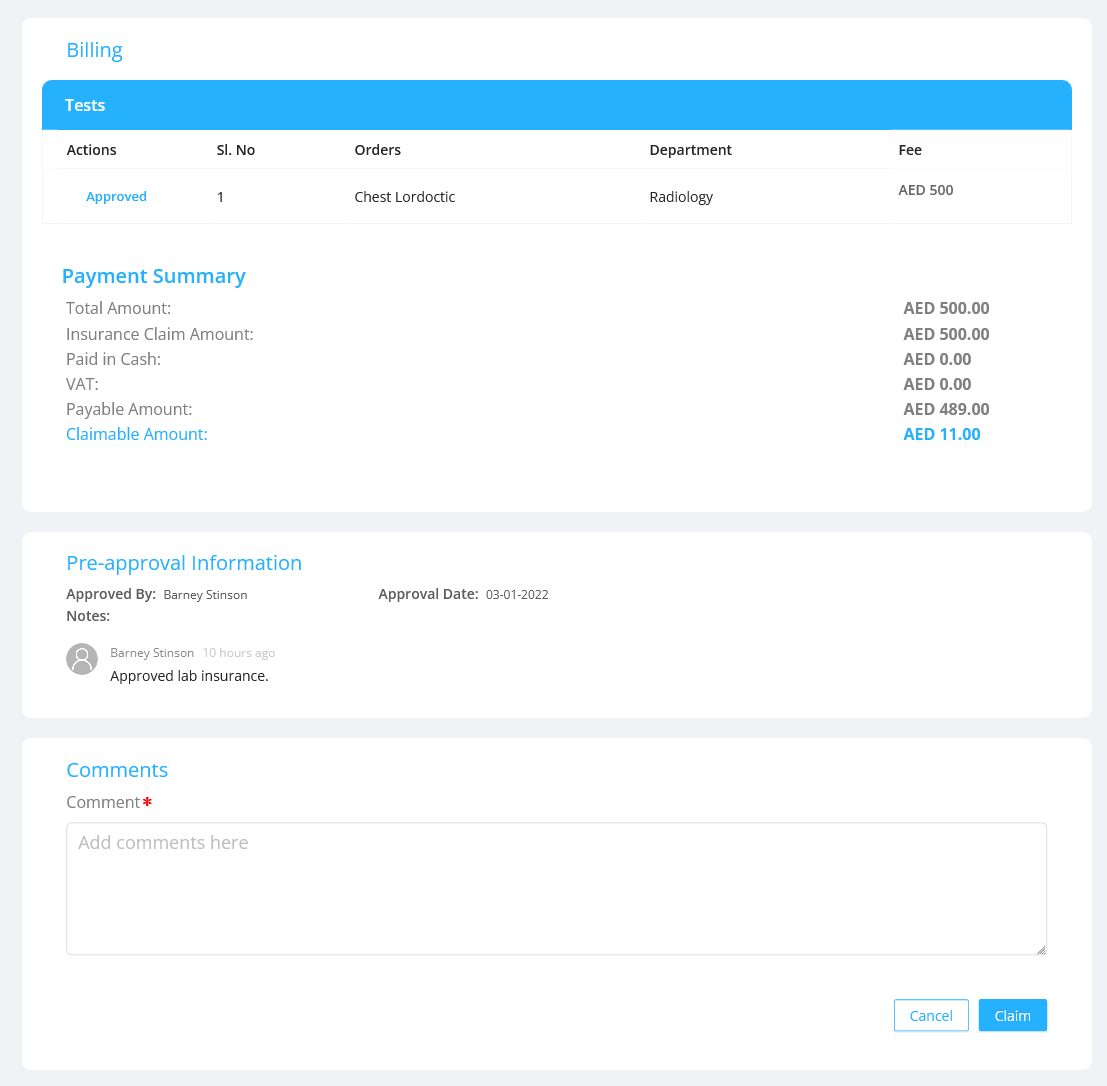 Billing
Tests
Actions Sl. No Orders Department Fee
Approved 1 Chest Lordoctic Radiology AED 500
Payment Summary
Total Amount: AED 500.00
Insurance Claim Amount: AED 500.00
Paid in Cash: AED 0.00
VAT: AED 0.00
Payable Amount: AED 489.00
Claimable Amount: AED 11.00
Pre-approval Information
Approved By: Barney Stinson Approval Date: 03-01-2022
Notes:
Barney Stinson 10 hours ago
Approved lab insurance.
Comments
Comment*
Add comments here
Cancel Claim